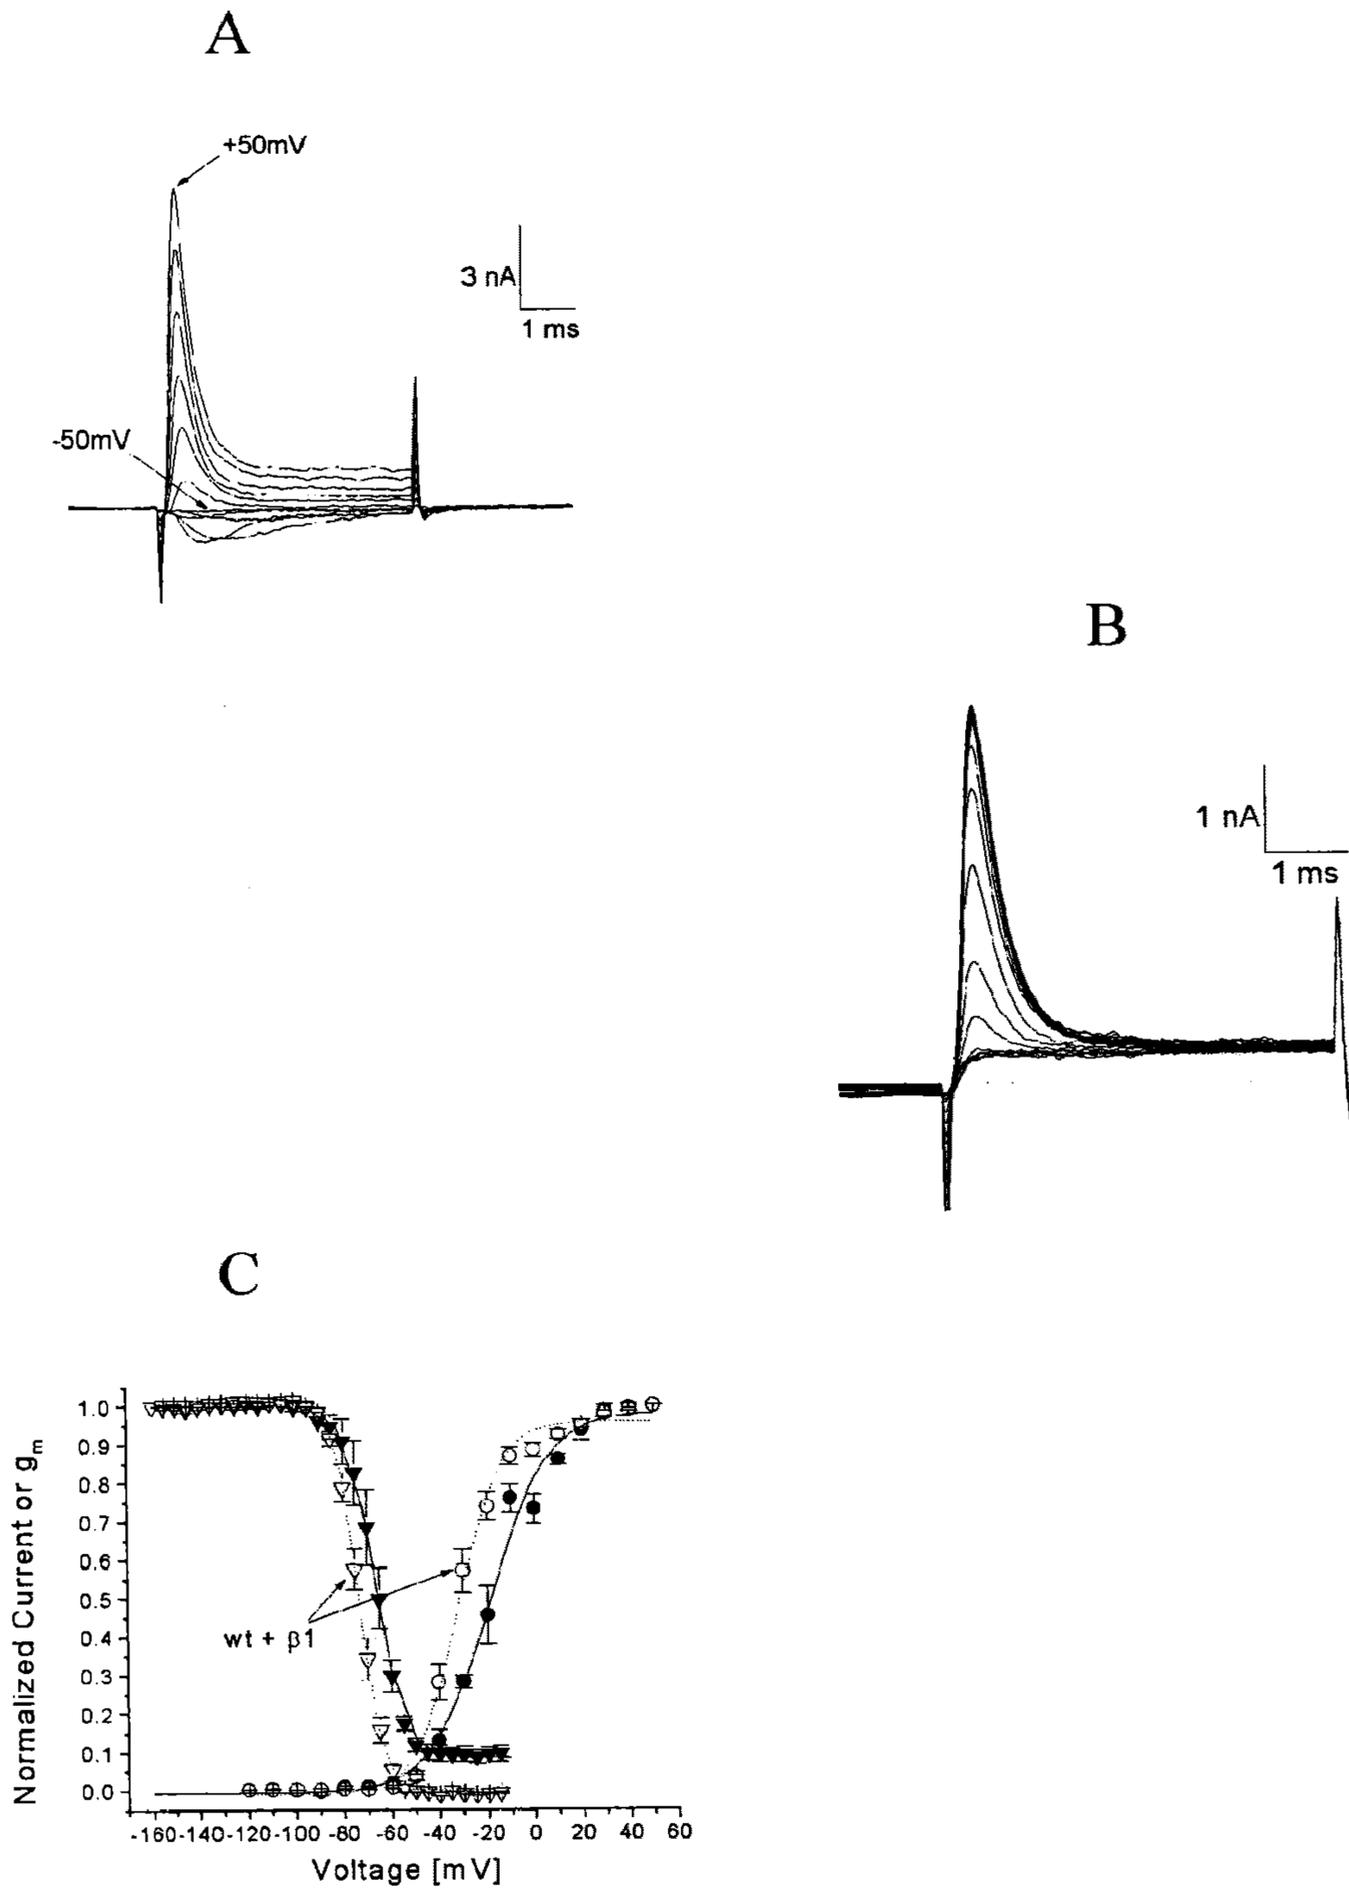 A
+50mV
3 nA
1 ms
-50mV
B
1 nA
1 ms
C
Normalized Current or gm
1.0
0.9
0.8
0.7
0.6
0.5
0.4
0.3
0.2
0.1
0.0
wt + β1
-160 -140 -120 -100 -80 -60 -40 -20 0 20 40 60
Voltage [mV]